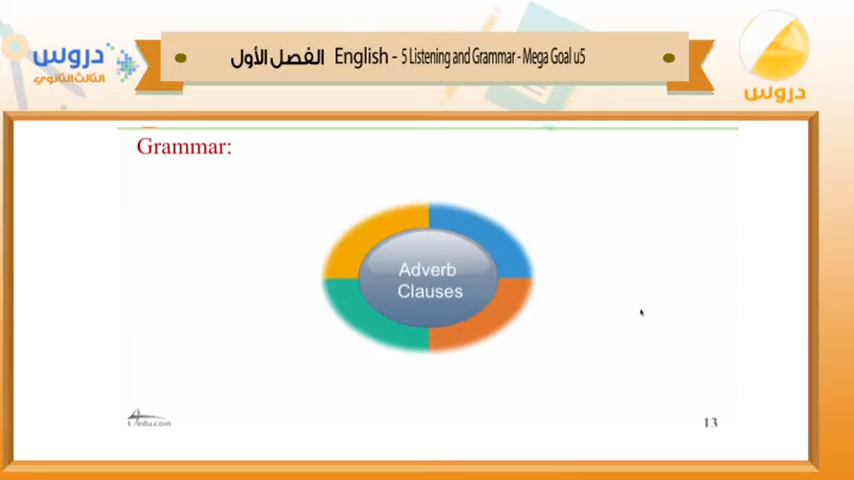 دروس
الثالث الثانوي
الفصل الأول English - 5 Listening and Grammar - Mega Goal u5
دروس
Grammar:
Adverb
Clauses
edu.com
13